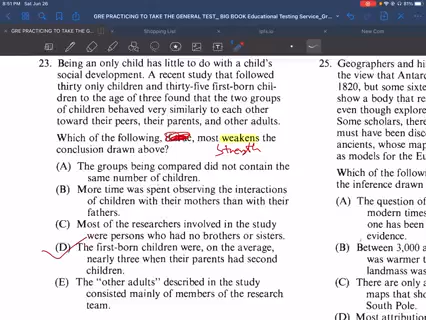 8:51 PM Sat Jun 26
GRE PRACTICING TO TAKE THE G...
Shopping List
Iphi.io
New Com
GRE PRACTICING TO TAKE THE GENERAL TEST_ BIG BOOK Educational Testing Service_Gr...
23. Being an only child has little to do with a child's
social development. A recent study that followed
thirty only children and thirty-five first-born chil-
dren to the age of three found that the two groups
of children behaved very similarly to each other
toward their peers, their parents, and other adults.
Which of the following, most weakens the
strength
conclusion drawn above?
(A) The groups being compared did not contain the
same number of children.
(B) More time was spent observing the interactions
of children with their mothers than with their
fathers.
(C) Most of the researchers involved in the study
were persons who had no brothers or sisters.
(D) The first-born children were, on the average,
nearly three when their parents had second
children.
(E) The "other adults" described in the study
consisted mainly of members of the research
team.
25. Geographers and hi
the view that Antarc
1820, but some sixte
show a body that re
even though explore
Some scholars, there
must have been disc
ancients, whose map
as models for the Eu
Which of the followi
the inference drawn
(A) The question of
modern times
one has been
evidence.
(B) Between 3,000 a
was warmer t
landmass was
(C) There are only a
maps that sho
South Pole.
(D) Most attributior